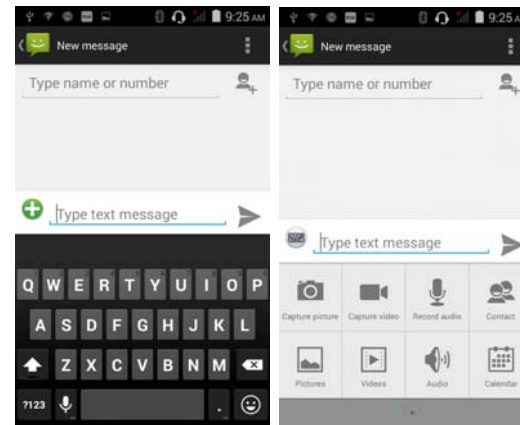 9:25 AM
New message
Type name or number
Type text message
Q W E R T Y U I O P
A S D F G H J K L
Z X C V B N M
?123 .
9:25 A
New message
Type name or number
Type text message
Capture picture Capture video Record audio Contact
Pictures Videos Audio Calendar